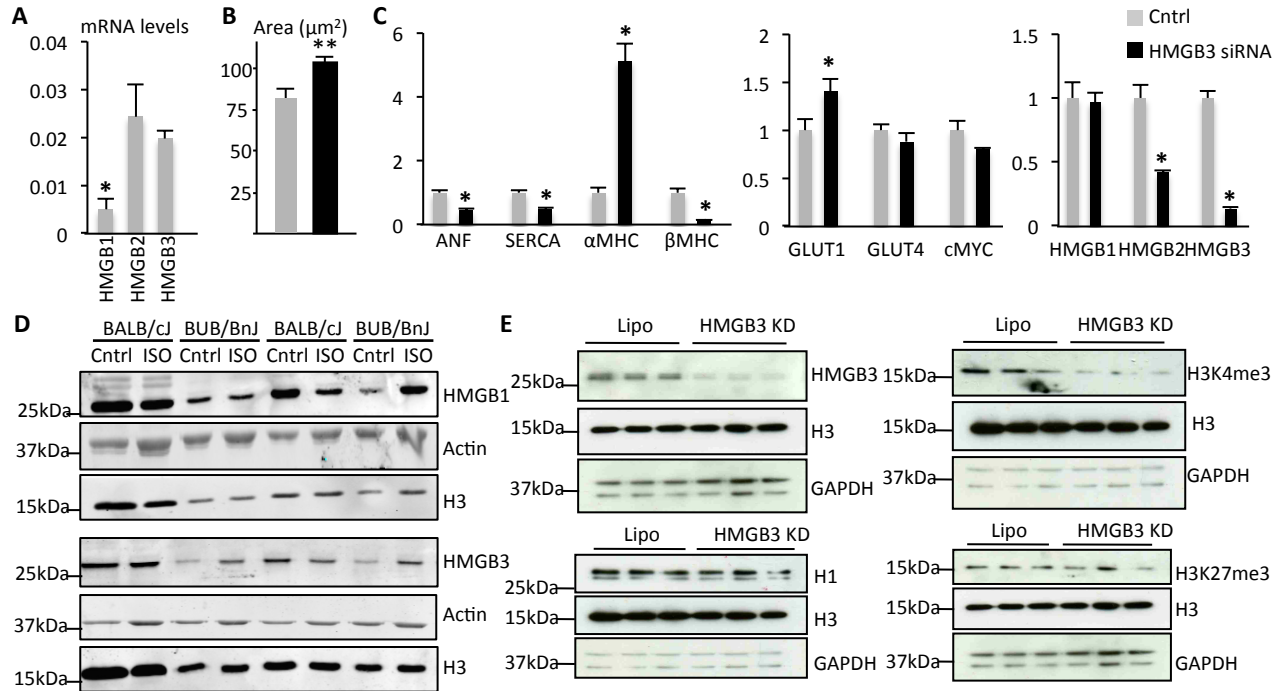 A
mRNA levels
0.04
0.03
0.02
0.01
0
*
HMGB1
HMGB2
HMGB3
B
Area (μm²)
100
75
50
25
**
C
6
4
2
0
*
*
*
*
ANF SERCA αMHC βMHC
2
1.5
1
0.5
0
*
GLUT1 GLUT4 cMYC
Cntrl
HMGB3 siRNA
1.5
1
0.5
0
*
*
HMGB1 HMGB2 HMGB3
D
BALB/cJ BUB/BnJ BALB/cJ BUB/BnJ
Cntrl ISO Cntrl ISO Cntrl ISO Cntrl ISO
25kDa HMGB1
37kDa Actin
15kDa H3
25kDa HMGB3
37kDa Actin
15kDa H3
E
Lipo HMGB3 KD
25kDa HMGB3
15kDa H3
37kDa GAPDH
Lipo HMGB3 KD
15kDa H3K4me3
15kDa H3
37kDa GAPDH
Lipo HMGB3 KD
25kDa H1
15kDa H3
37kDa GAPDH
Lipo HMGB3 KD
15kDa H3K27me3
15kDa H3
37kDa GAPDH